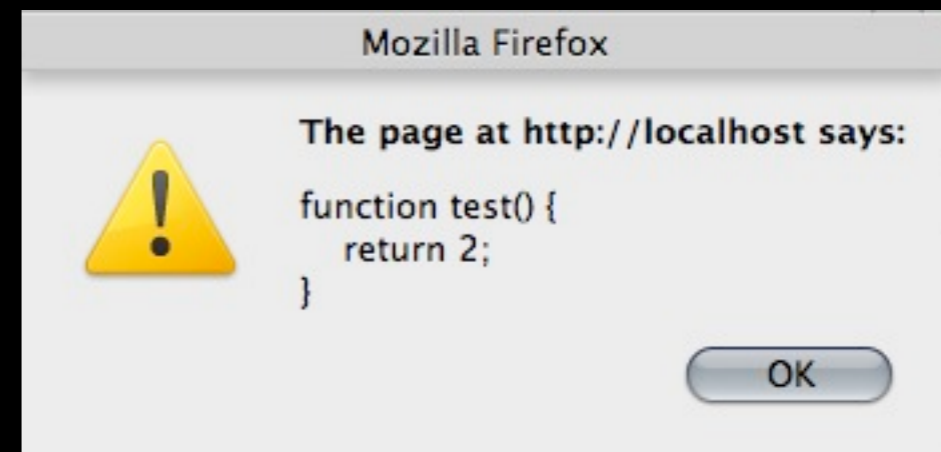 Mozilla Firefox
The page at http://localhost says:
function test() {
return 2;
}
OK